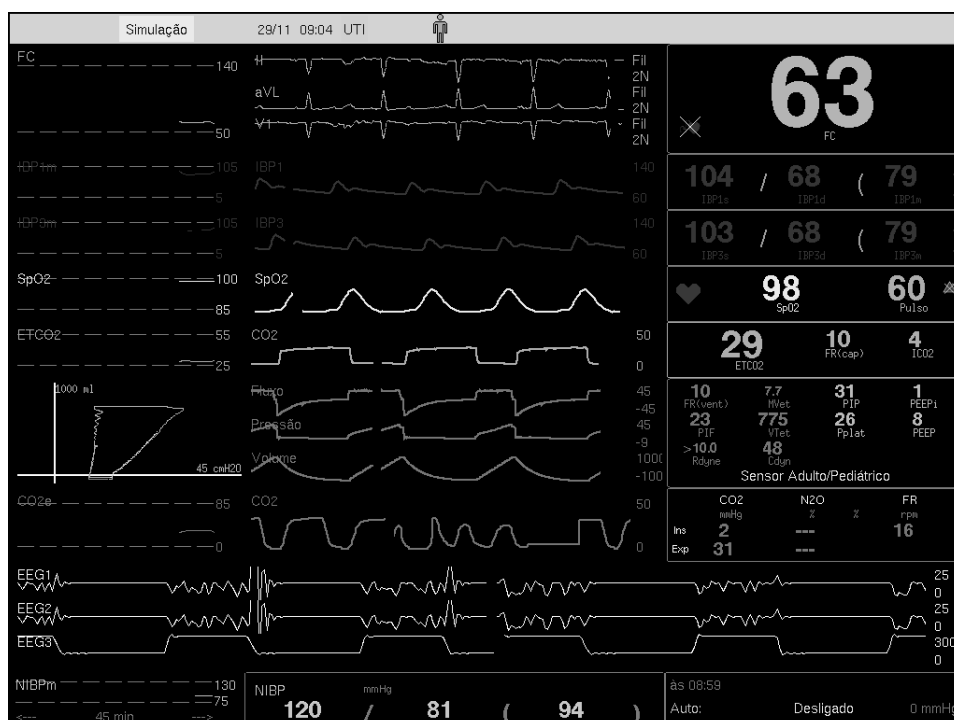 Simulação 29/11 09:04 UTI
FC 140 50
II Fil 2N
aVL Fil 2N
V1 Fil 2N
63
FC
IBP1m 105 5
IBP1 140 60
104 / 68 ( 79
IBP1s IBP1d IBP1m
IBP3m 105 5
IBP3 140 60
103 / 68 ( 79
IBP3s IBP3d IBP3m
SpO2 100 85
SpO2
98 60
SpO2 Pulso
ETCO2 55 25
CO2 50 0
29 10 4
ETCO2 FR(cap) ICO2
1000 ml
45 cmH2O
Fluxo 45 -45
Pressão 45 -9
Volume 1000 -100
10 7.7 31 1
FR(vent) MVet PIP PEEPi
23 775 26 8
PIF VTet Pplat PEEP
>10.0 48
Rdyne Cdyn
Sensor Adulto/Pediátrico
CO2e 85 0
CO2 50 0
CO2 N2O FR
mmHg % % rpm
Ins 2 --- 16
Exp 31 ---
EEG1 25 0
EEG2 25 0
EEG3 300 0
NIBPm 130 75
<--- 45 min --->
NIBP mmHg
120 / 81 ( 94 )
às 08:59
Auto: Desligado 0 mmHg